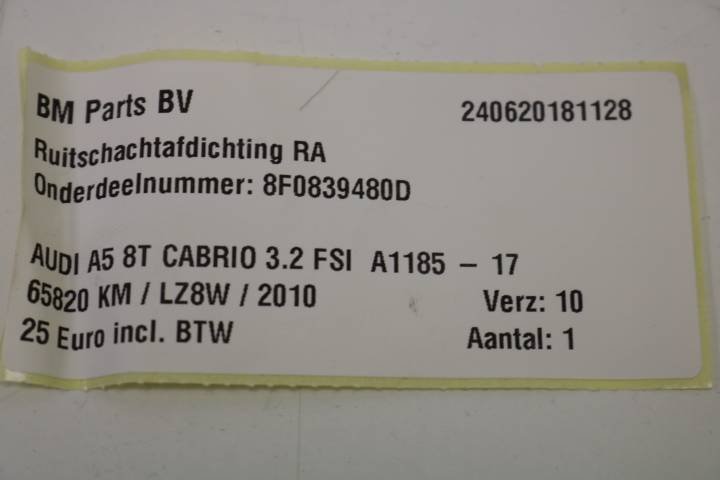 BM Parts BV 240620181128
Ruitschachtafdichting RA
Onderdeelnummer: 8F0839480D
AUDI A5 8T CABRIO 3.2 FSI A1185 – 17
65820 KM / LZ8W / 2010 Verz: 10
25 Euro incl. BTW Aantal: 1